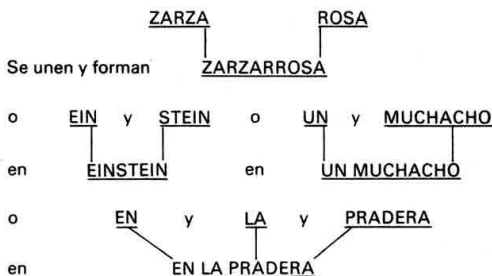 ZARZA ROSA
Se unen y forman ZARZARROSA
o EIN y STEIN o UN y MUCHACHO
en EINSTEIN en UN MUCHACHO
o EN y LA y PRADERA
en EN LA PRADERA